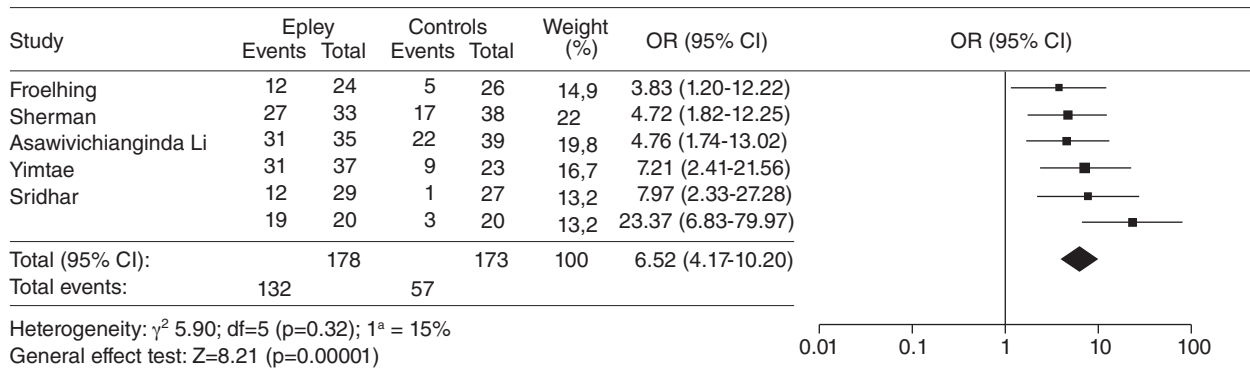 Study Epley Controls Weight (%) OR (95% CI) OR (95% CI)
Events Total Events Total
Froelhing 12 24 5 26 14,9 3.83 (1.20-12.22)
Sherman 27 33 17 38 22 4.72 (1.82-12.25)
Asawivichianginda Li 31 35 22 39 19,8 4.76 (1.74-13.02)
Yimtae 31 37 9 23 16,7 7.21 (2.41-21.56)
Sridhar 12 29 1 27 13,2 7.97 (2.33-27.28)
19 20 3 20 13,2 23.37 (6.83-79.97)
Total (95% CI): 178 173 100 6.52 (4.17-10.20)
Total events: 132 57
Heterogeneity: γ² 5.90; df=5 (p=0.32); 1ª = 15%
General effect test: Z=8.21 (p=0.00001)
0.01 0.1 1 10 100